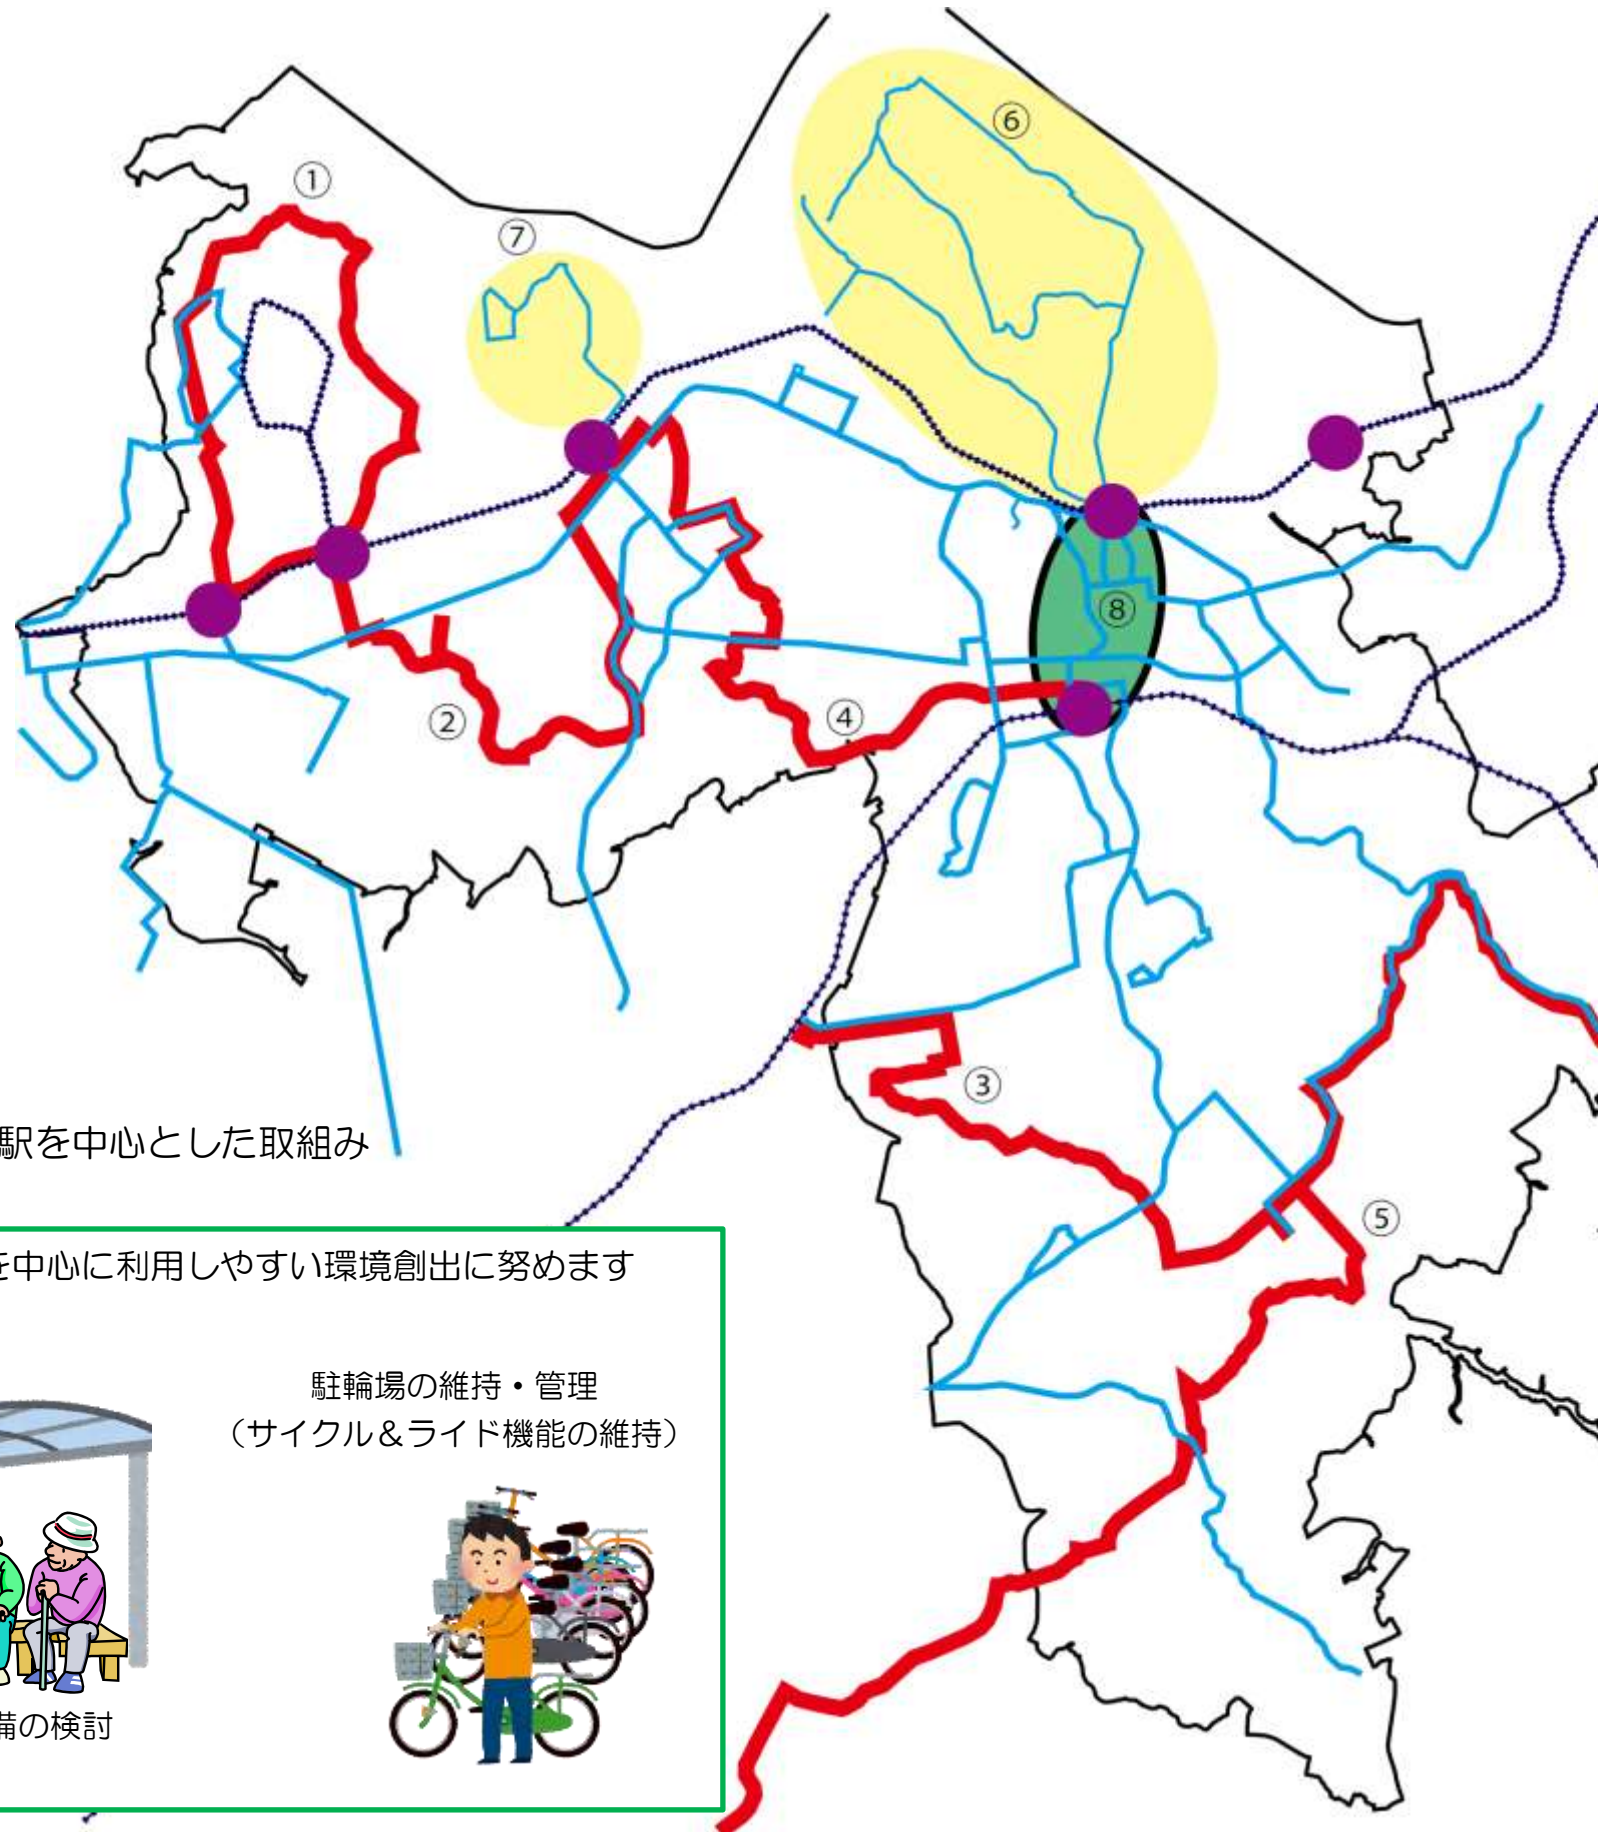 ⑥
①
⑦
⑧
②
④
③
駅を中心とした取組み
⑤
を中心に利用しやすい環境創出に努めます
駐輪場の維持・管理
（サイクル＆ライド機能の維持）
備の検討